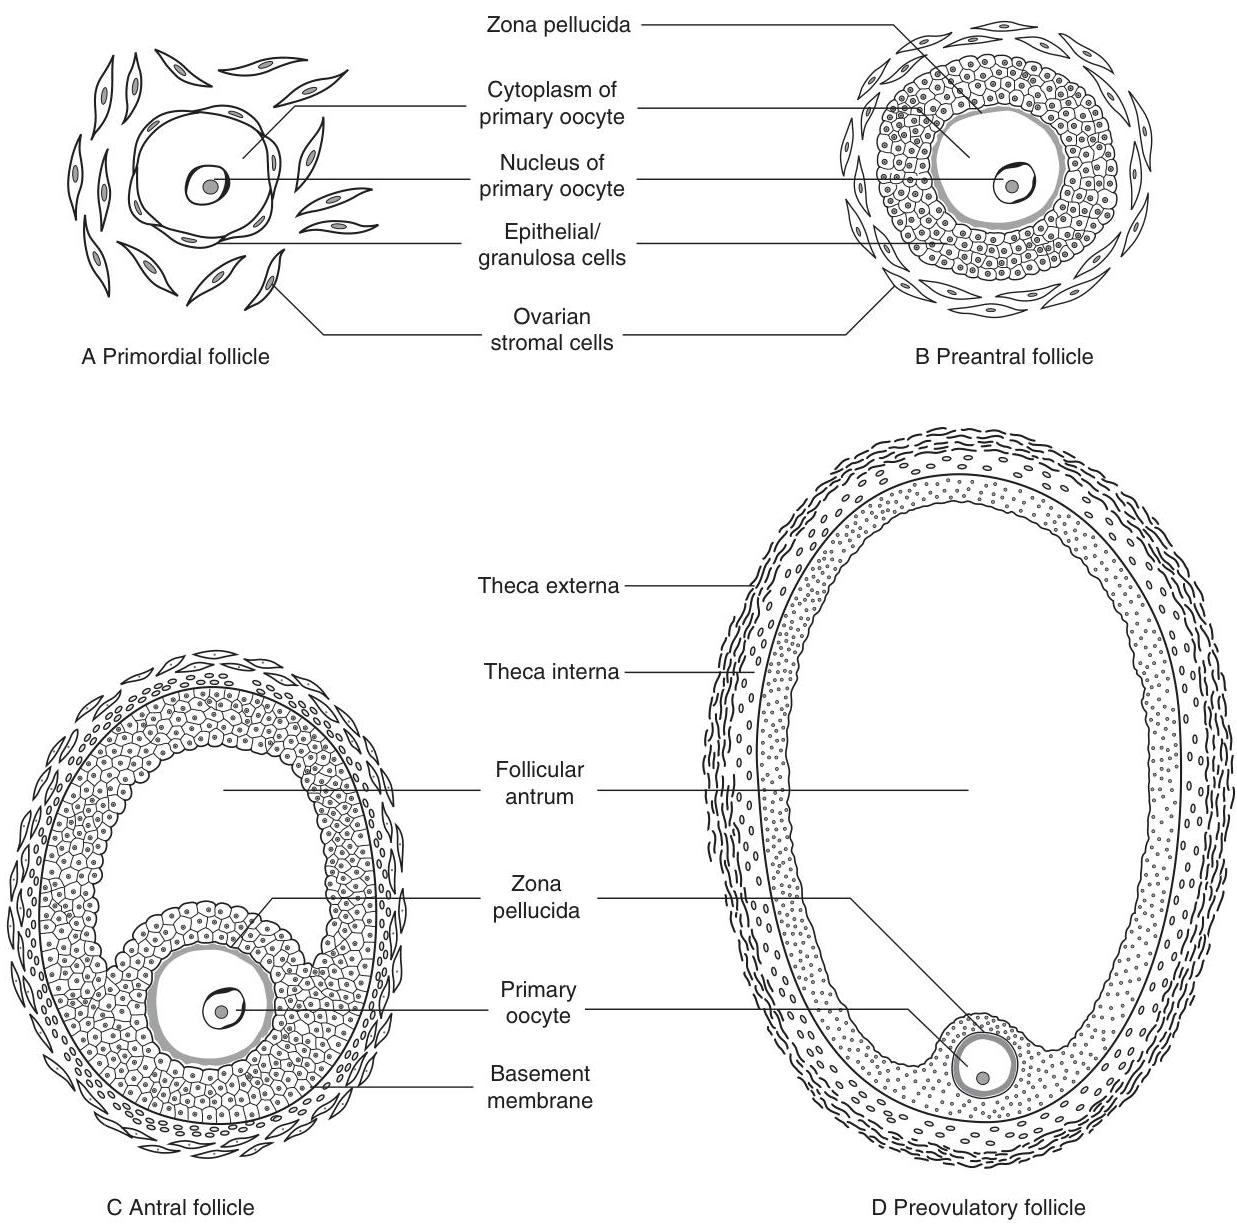 Zona pellucida
Cytoplasm of
primary oocyte
Nucleus of
primary oocyte
Epithelial/
granulosa cells
Ovarian
stromal cells
A Primordial follicle
B Preantral follicle
Theca externa
Theca interna
Follicular
antrum
Zona
pellucida
Primary
oocyte
Basement
membrane
C Antral follicle
D Preovulatory follicle